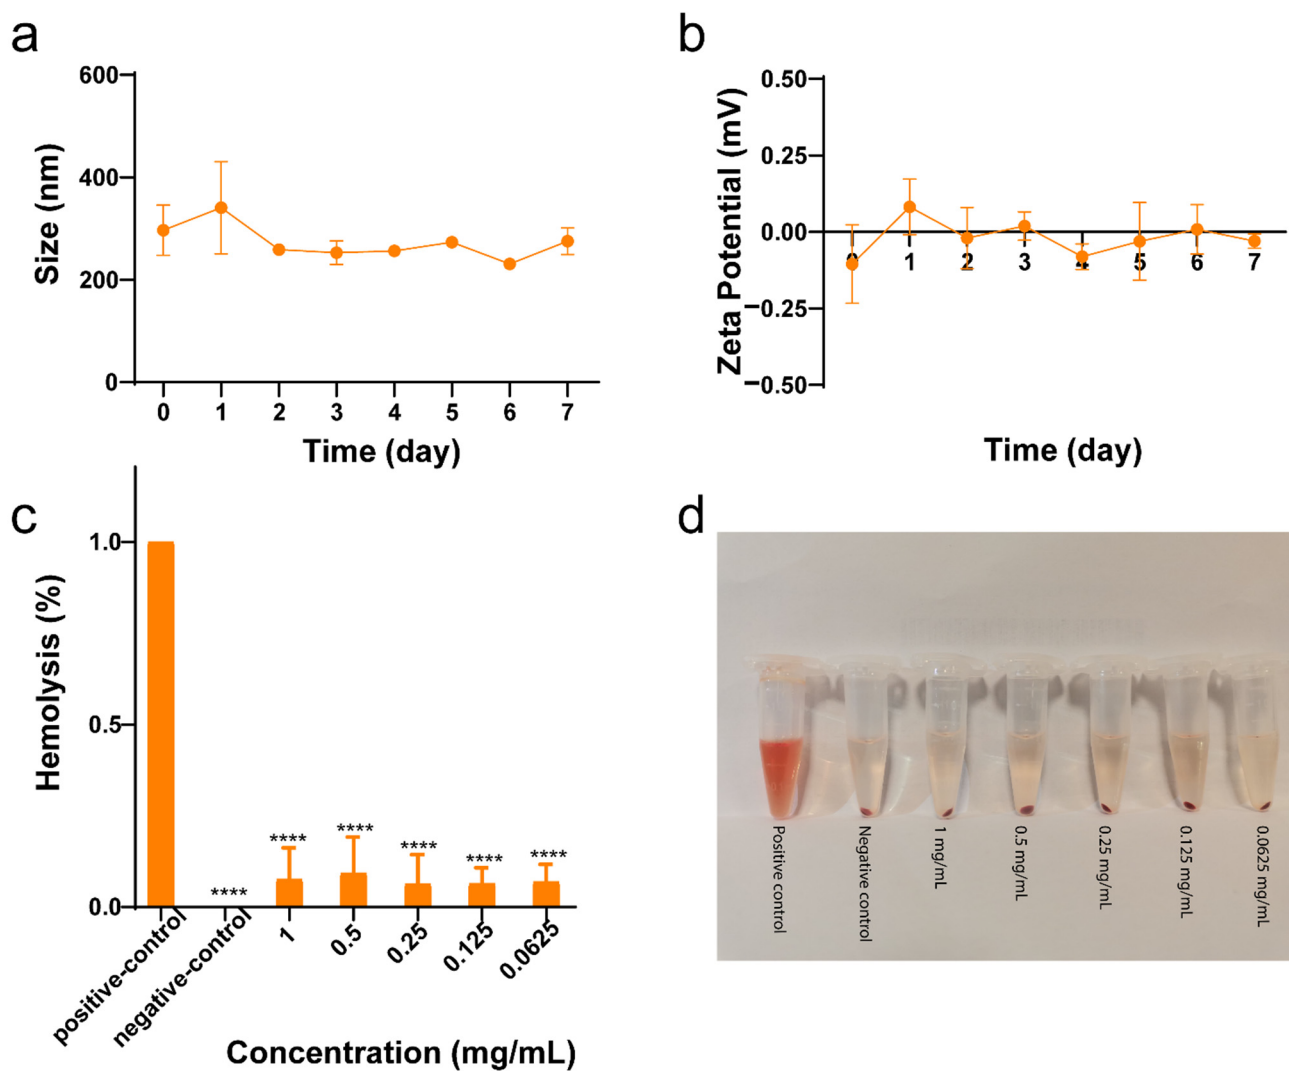 a
600
400
200
0
Size (nm)
0 1 2 3 4 5 6 7
Time (day)
b
0.50
0.25
0.00
−0.25
−0.50
Zeta Potential (mV)
0 1 2 3 4 5 6 7
Time (day)
c
1.0
0.5
0.0
Hemolysis (%)
**** **** **** **** **** ****
positive-control
negative-control
1
0.5
0.25
0.125
0.0625
Concentration (mg/mL)
d
Positive control
Negative control
1 mg/mL
0.5 mg/mL
0.25 mg/mL
0.125 mg/mL
0.0625 mg/mL